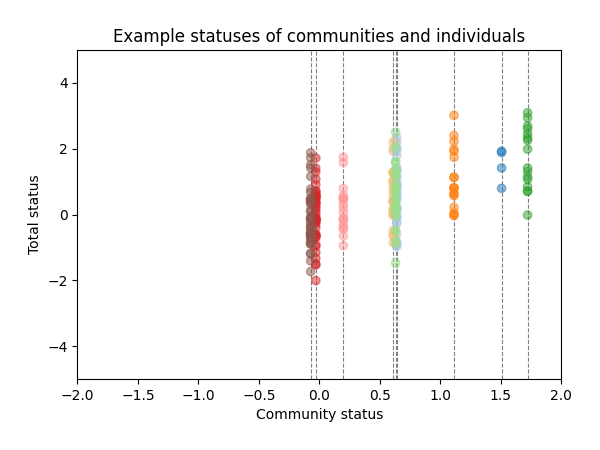 Example statuses of communities and individuals
4
2
0
−2
−4
Total status
−2.0 −1.5 −1.0 −0.5 0.0 0.5 1.0 1.5 2.0
Community status